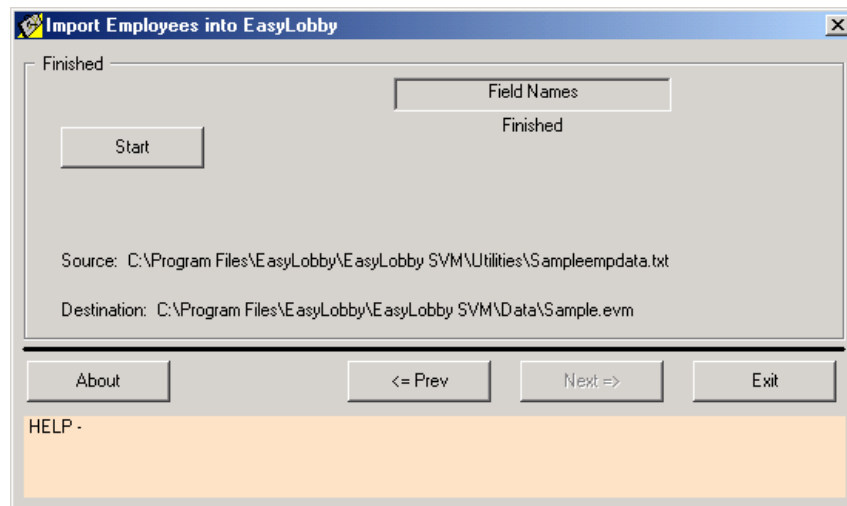 Import Employees into EasyLobby
Finished
Field Names
Finished
Start
Source: C:\Program Files\EasyLobby\EasyLobby SVM\Utilities\Sampleempdata.txt
Destination: C:\Program Files\EasyLobby\EasyLobby SVM\Data\Sample.evm
About <= Prev Next => Exit
HELP -